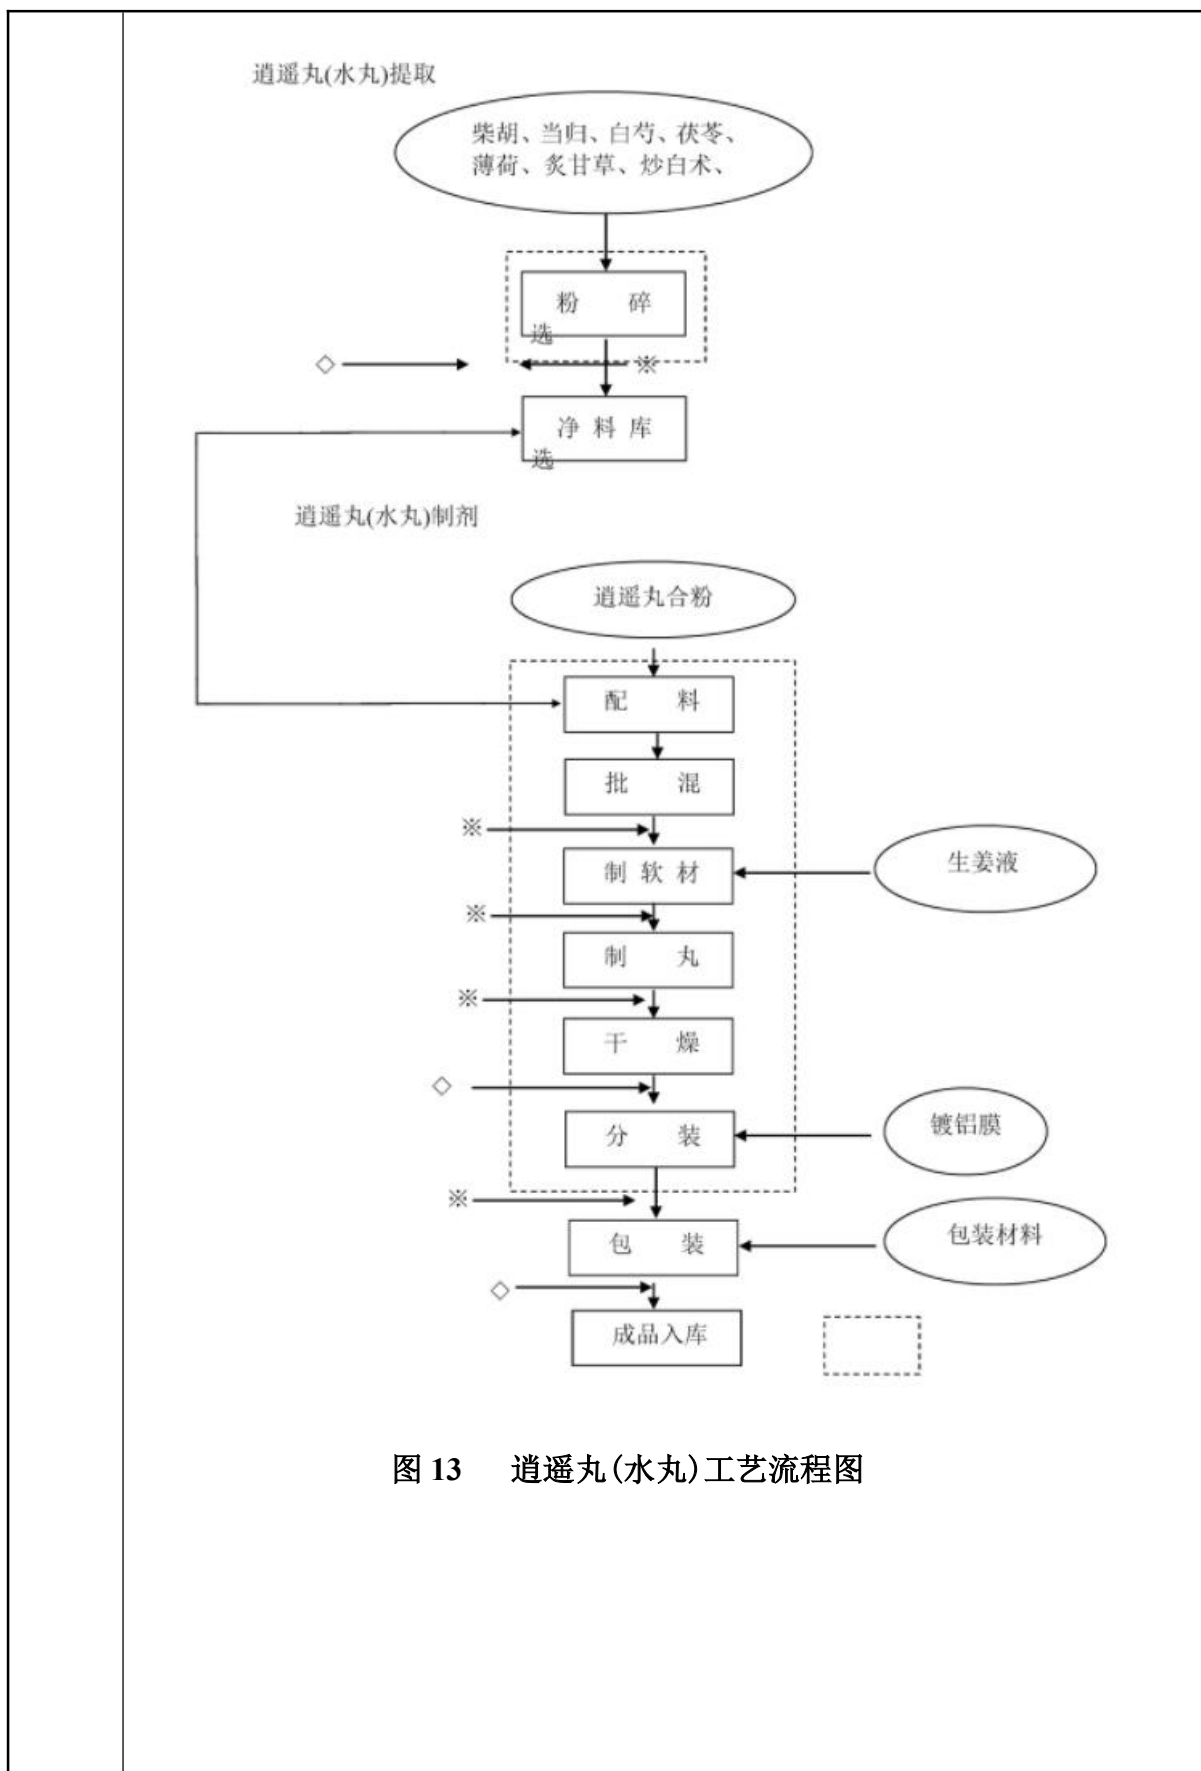 逍遥丸(水丸)提取
柴胡、当归、白芍、茯苓、
薄荷、炙甘草、炒白术、
粉 碎
选
◇ ※
净 料 库
选
逍遥丸(水丸)制剂
逍遥丸合粉
配 料
批 混
※
制 软 材 生姜液
※
制 丸
※
干 燥
◇
分 装 镀铝膜
※
包 装 包装材料
◇
成品入库
图 13 逍遥丸(水丸)工艺流程图